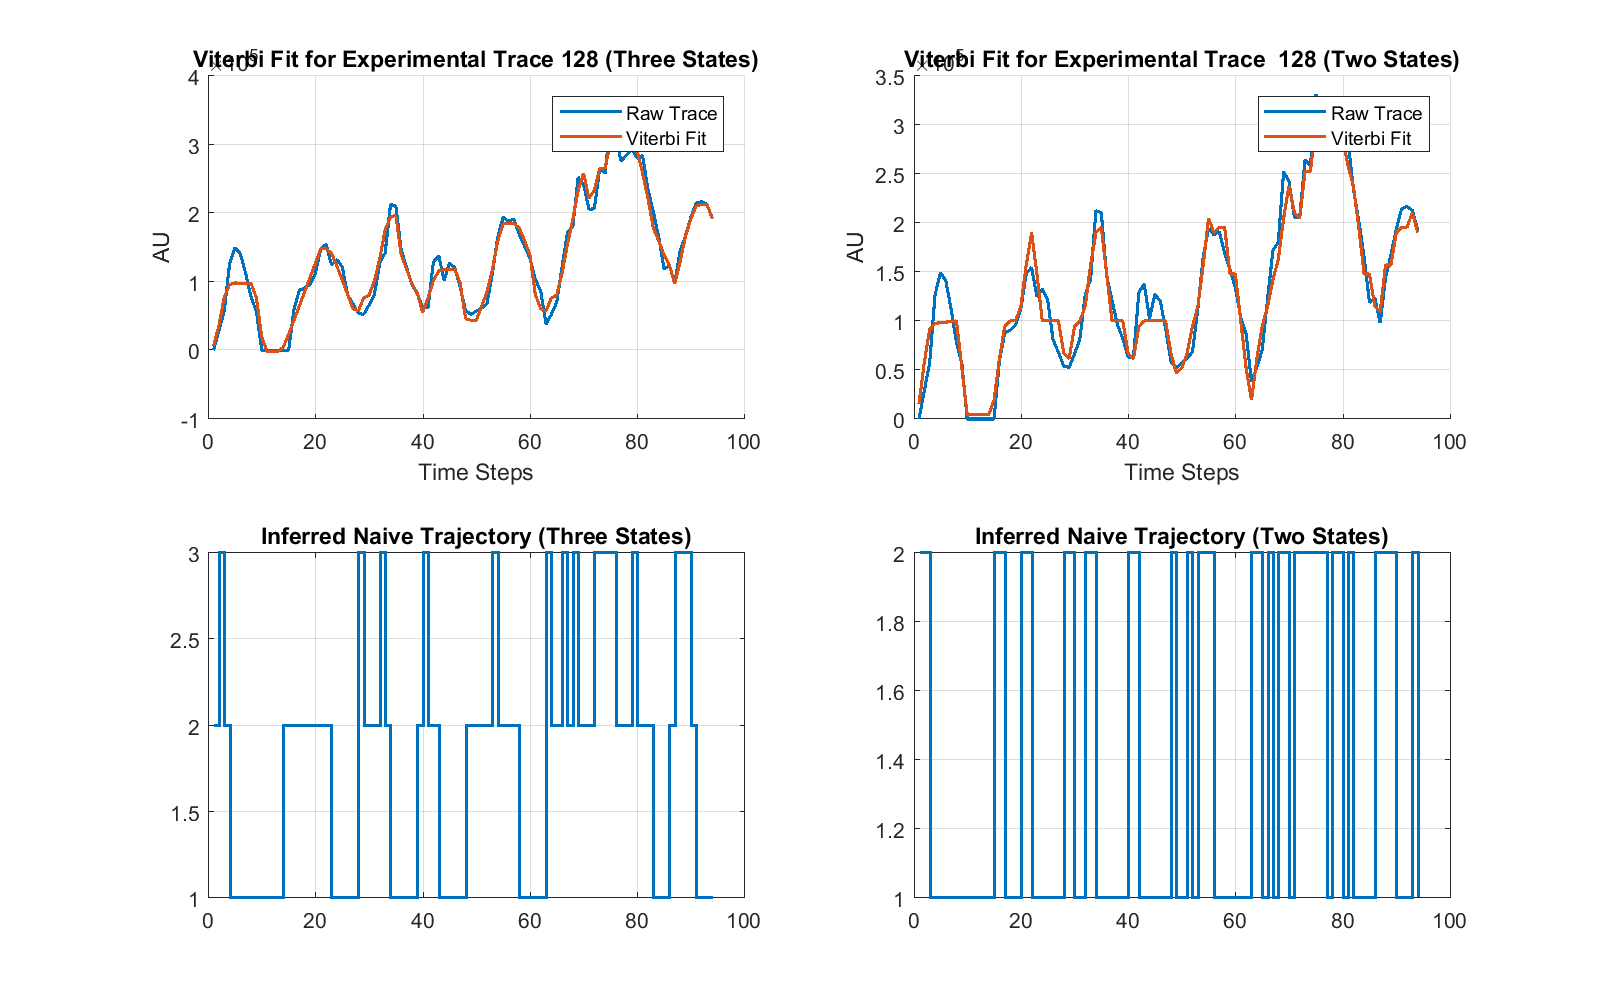 Viterbi Fit for Experimental Trace 128 (Three States)
×10^5
4
3
2
1
0
-1
AU
Raw Trace
Viterbi Fit
0 20 40 60 80 100
Time Steps
Viterbi Fit for Experimental Trace 128 (Two States)
×10^5
3.5
3
2.5
2
1.5
1
0.5
0
AU
Raw Trace
Viterbi Fit
0 20 40 60 80 100
Time Steps
Inferred Naive Trajectory (Three States)
3
2.5
2
1.5
1
0 20 40 60 80 100
Inferred Naive Trajectory (Two States)
2
1.8
1.6
1.4
1.2
1
0 20 40 60 80 100